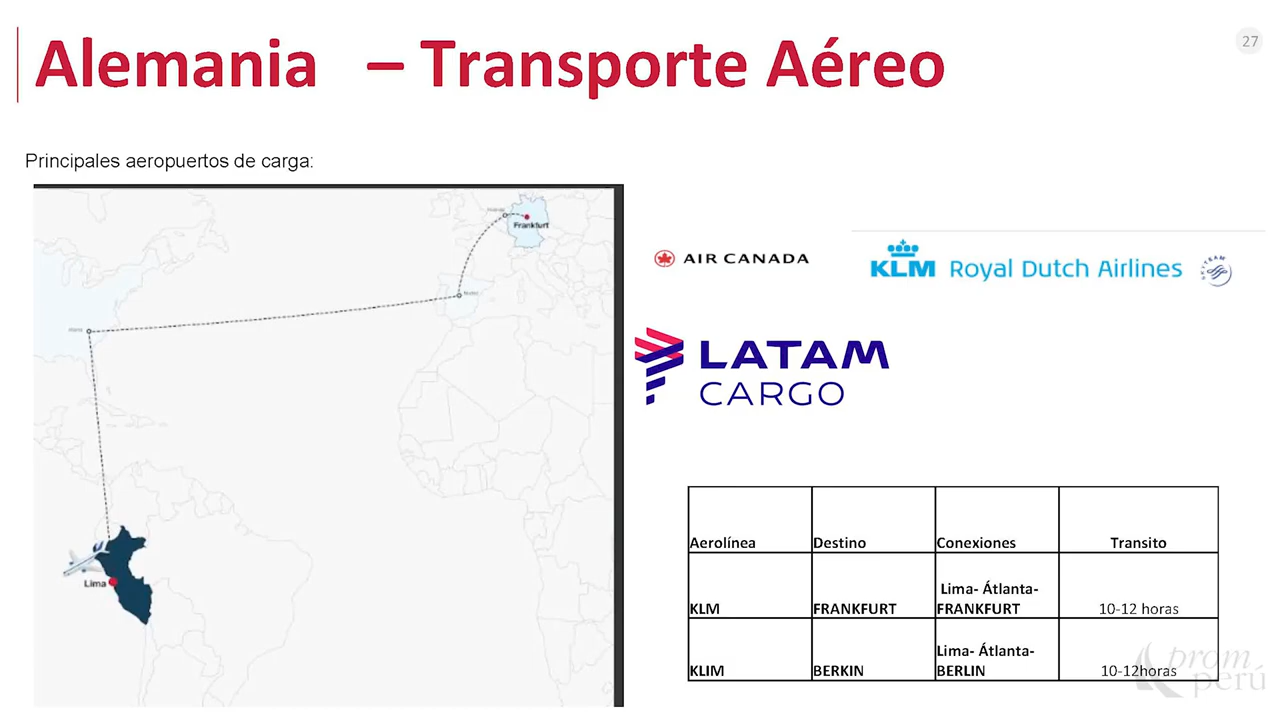 27
Alemania – Transporte Aéreo
Principales aeropuertos de carga:
Frankfurt
Lima
AIR CANADA
KLM Royal Dutch Airlines
SKYTEAM
LATAM
CARGO
Aerolínea Destino Conexiones Transito
Lima- Átlanta-
KLM FRANKFURT FRANKFURT 10-12 horas
Lima- Átlanta-
KLIM BERKIN BERLIN 10-12horas
prom
perú